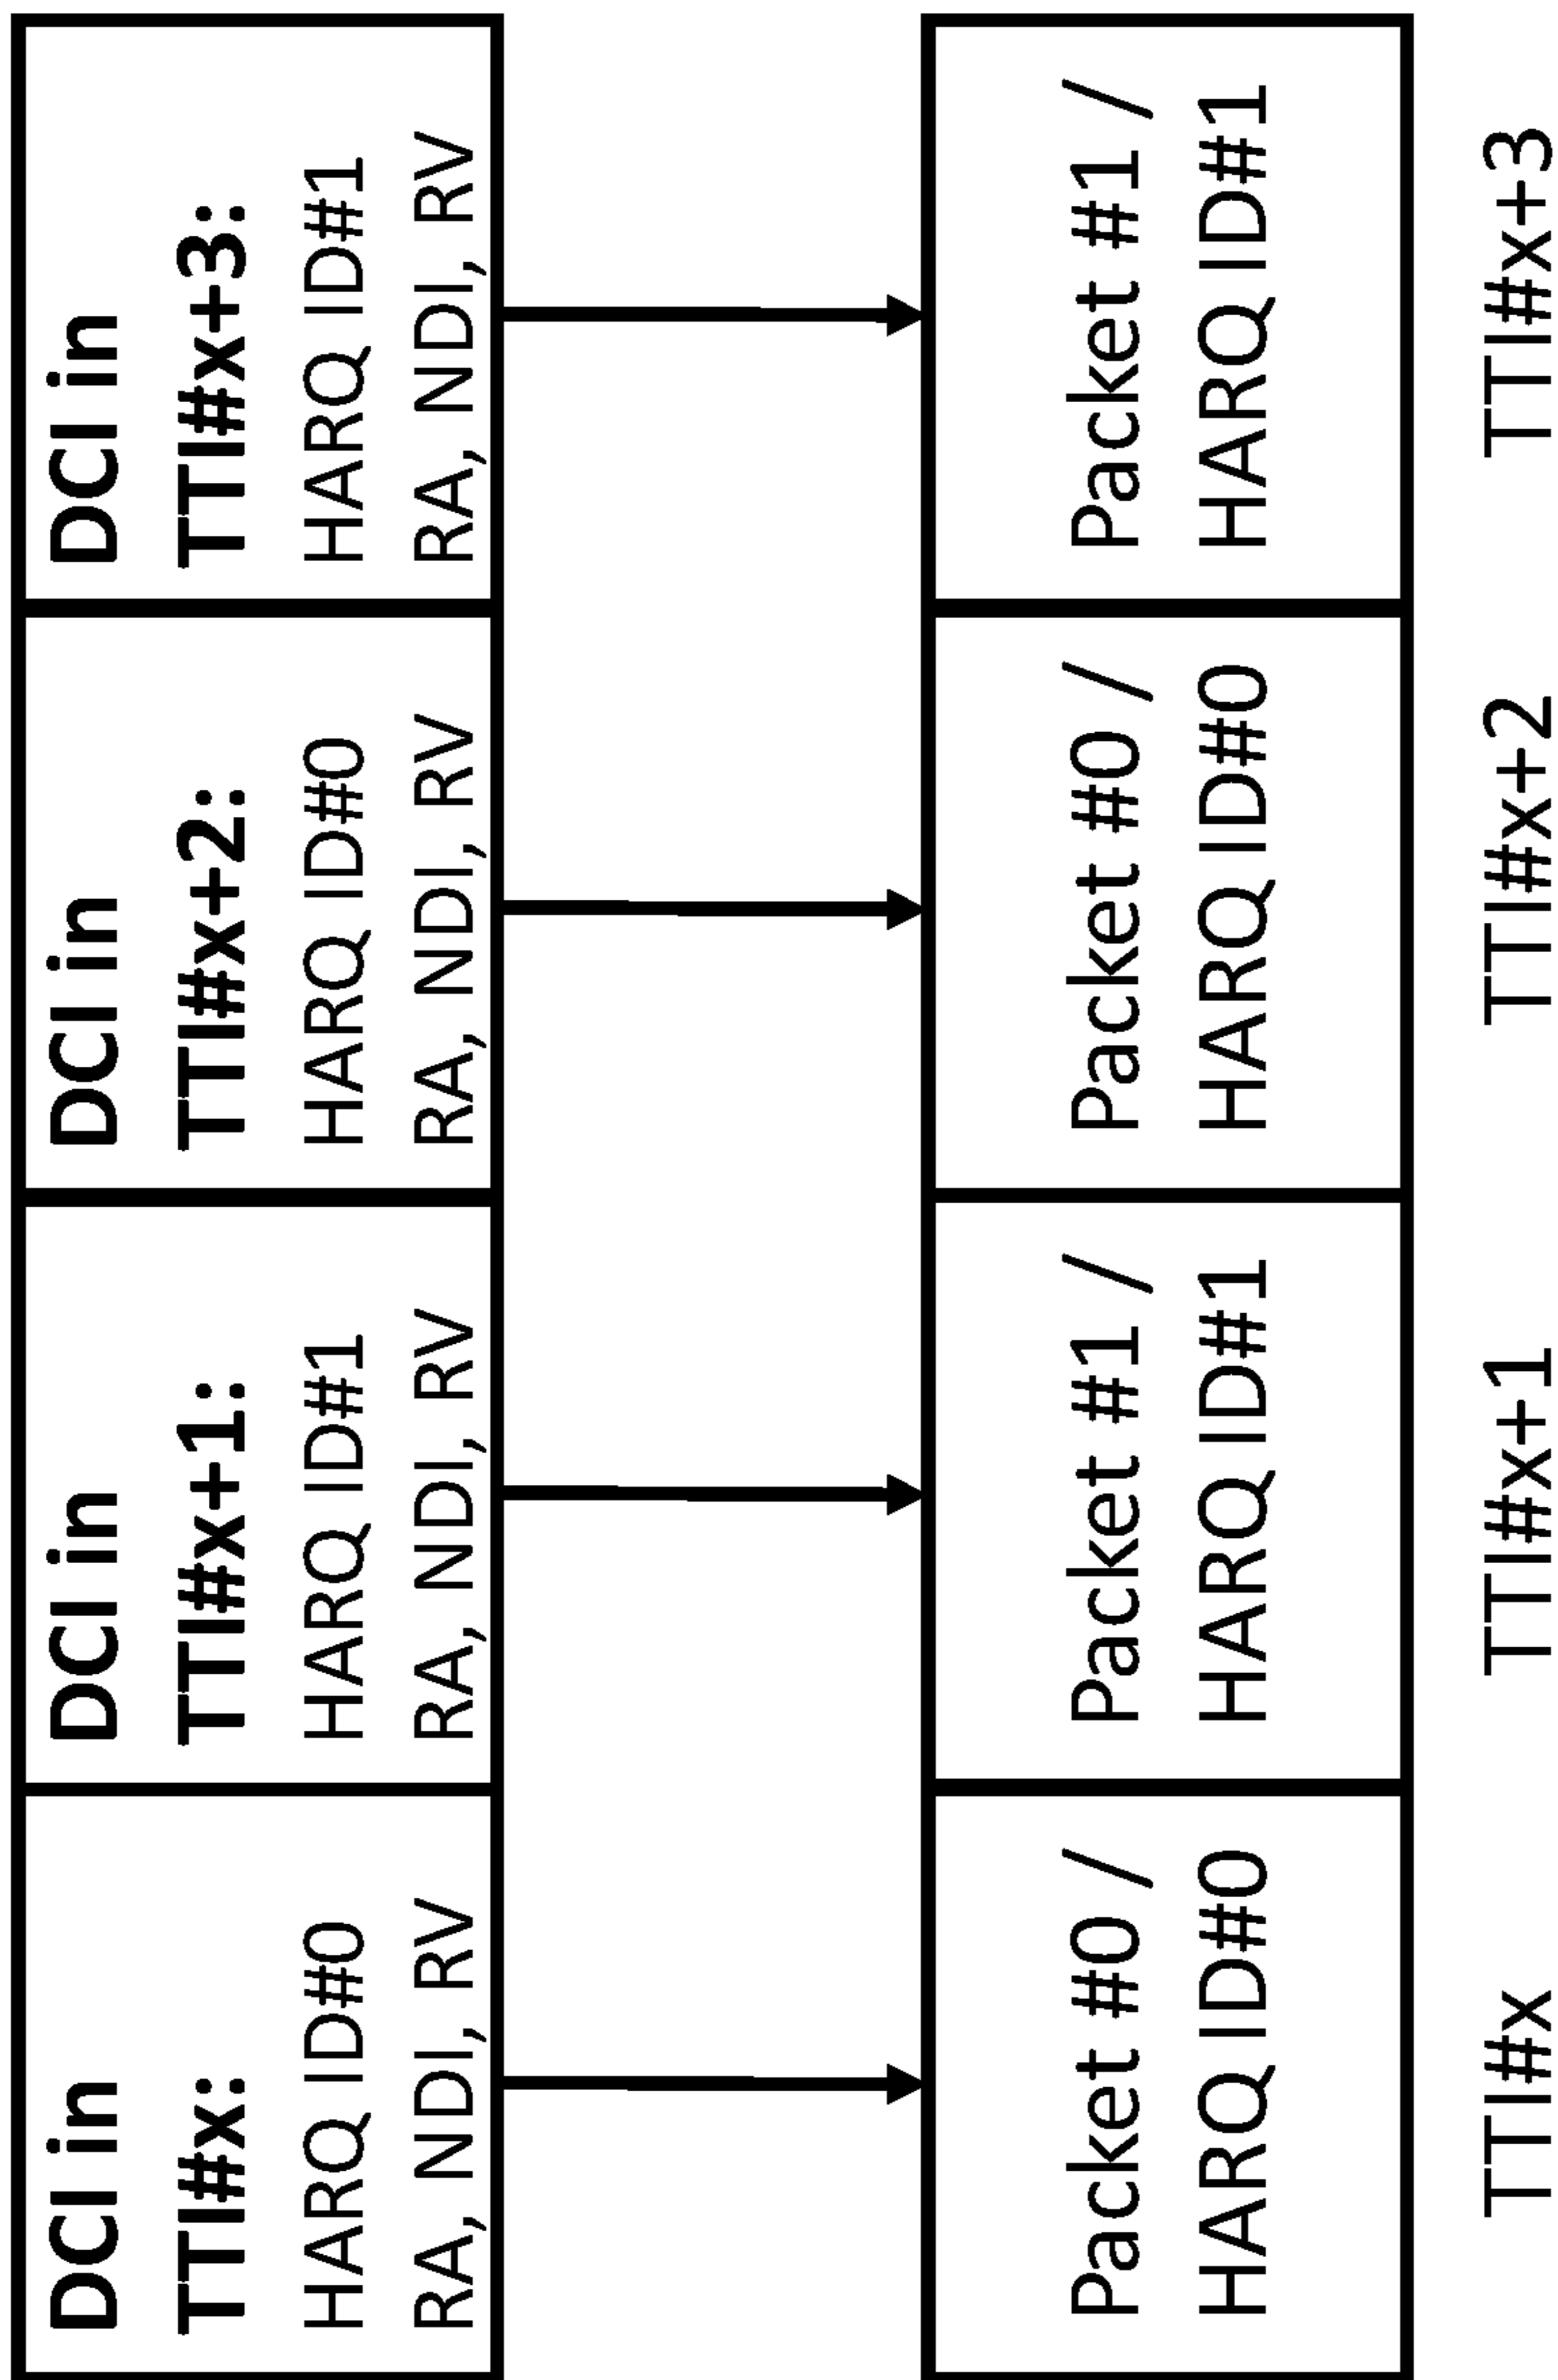 DCI in
TTI#x:
HARQ ID#0
RA, NDI, RV
DCI in
TTI#x+1:
HARQ ID#1
RA, NDI, RV
DCI in
TTI#x+2:
HARQ ID#0
RA, NDI, RV
DCI in
TTI#x+3:
HARQ ID#1
RA, NDI, RV
Packet #0 /
HARQ ID#0
Packet #1 /
HARQ ID#1
Packet #0 /
HARQ ID#0
Packet #1 /
HARQ ID#1
TTI#x
TTI#x+1
TTI#x+2
TTI#x+3